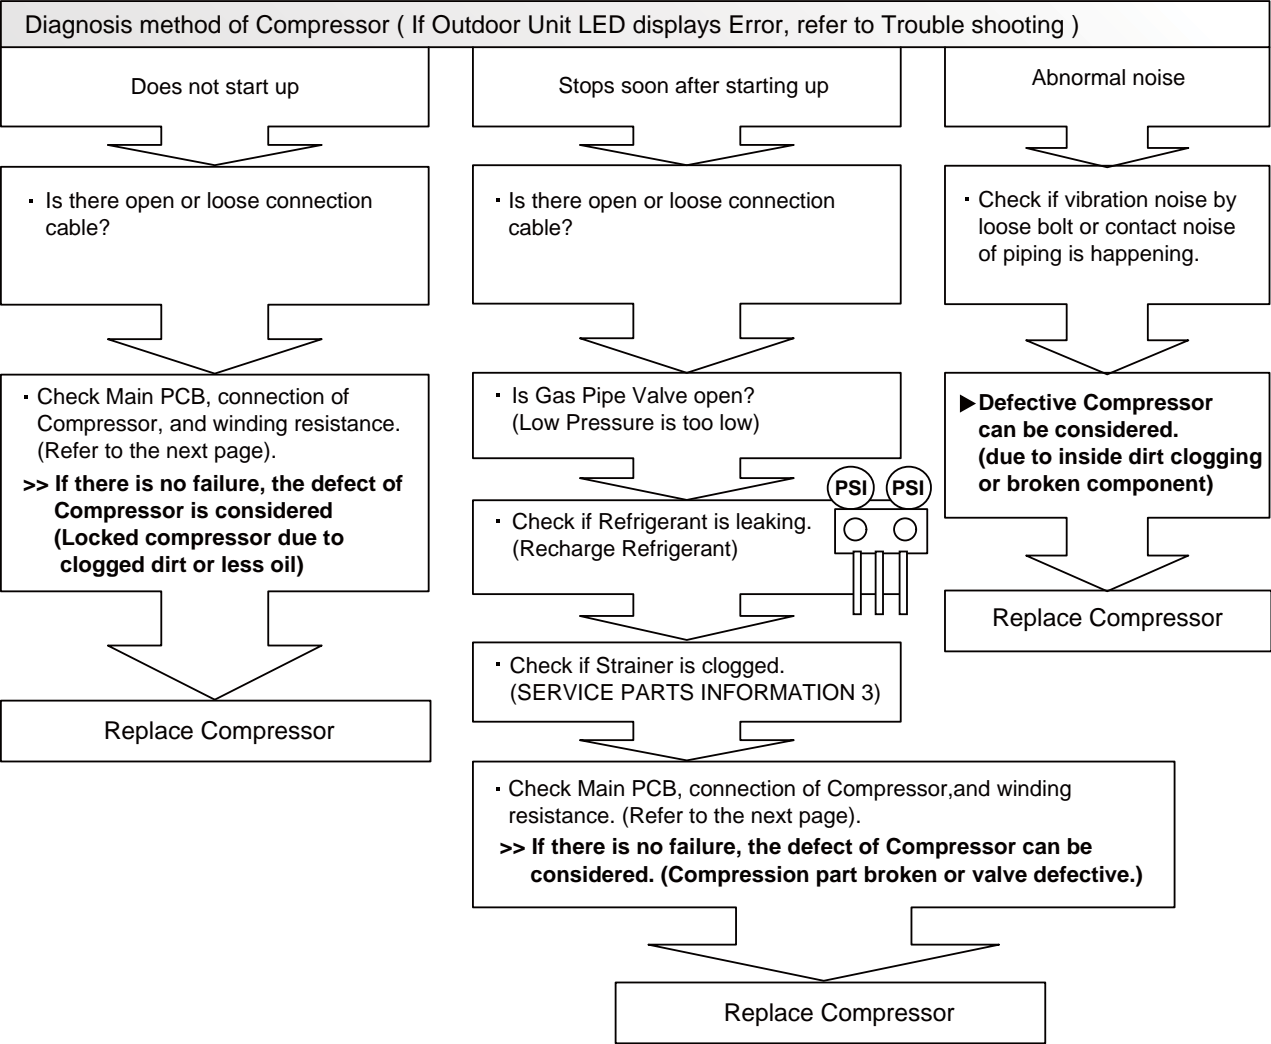 Diagnosis method of Compressor ( If Outdoor Unit LED displays Error, refer to Trouble shooting )
Does not start up
· Is there open or loose connection
cable?
· Check Main PCB, connection of
Compressor, and winding resistance.
(Refer to the next page).
>> If there is no failure, the defect of
Compressor is considered
(Locked compressor due to
clogged dirt or less oil)
Replace Compressor
Stops soon after starting up
· Is there open or loose connection
cable?
· Is Gas Pipe Valve open?
(Low Pressure is too low)
PSI PSI
· Check if Refrigerant is leaking.
(Recharge Refrigerant)
· Check if Strainer is clogged.
(SERVICE PARTS INFORMATION 3)
· Check Main PCB, connection of Compressor,and winding
resistance. (Refer to the next page).
>> If there is no failure, the defect of Compressor can be
considered. (Compression part broken or valve defective.)
Replace Compressor
Abnormal noise
· Check if vibration noise by
loose bolt or contact noise
of piping is happening.
▶Defective Compressor
can be considered.
(due to inside dirt clogging
or broken component)
Replace Compressor